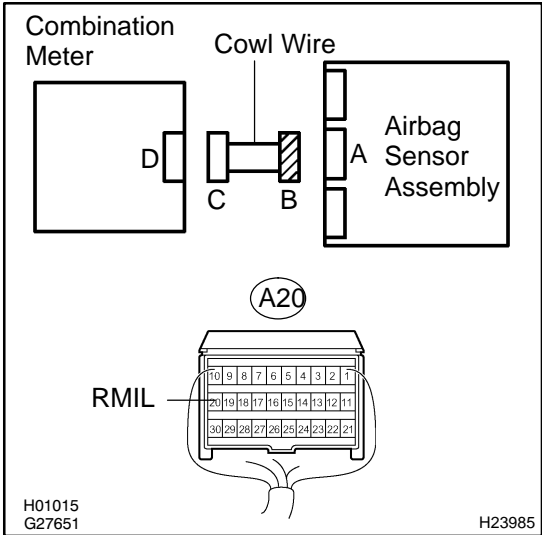 Combination
Meter
Cowl Wire
Airbag
Sensor
Assembly
D
A
C
B
A20
10 9 8 7 6 5 4 3 2 1
RMIL
20 19 18 17 16 15 14 13 12 11
30 29 28 27 26 25 24 23 22 21
H01015
G27651
H23985